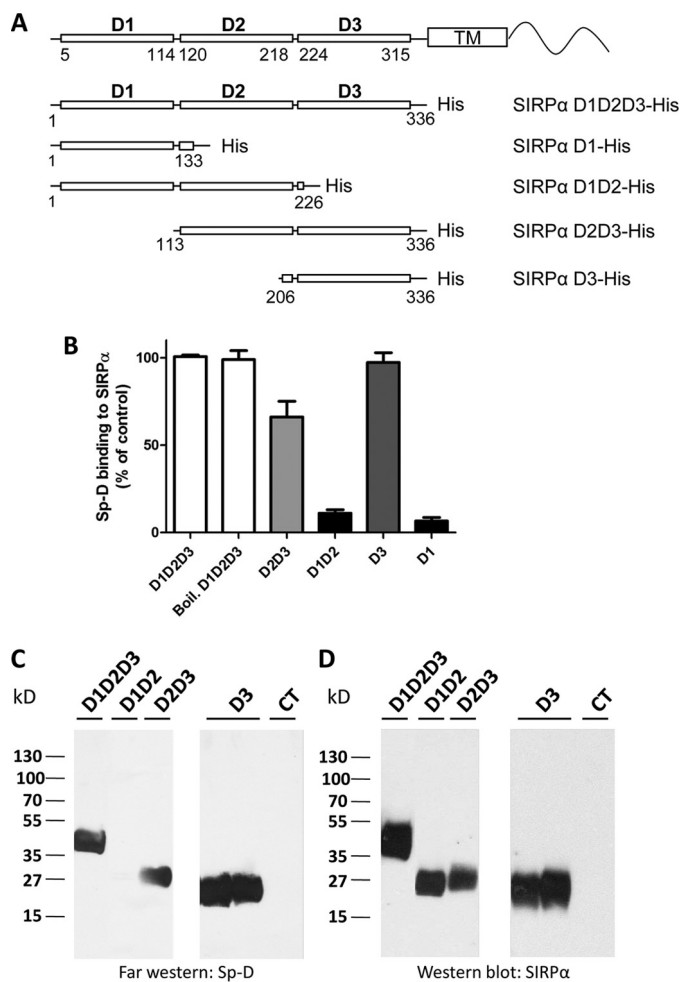 A
D1 D2 D3
TM
5 114 120 218 224 315
D1 D2 D3
His SIRPα D1D2D3-His
1 336
His SIRPα D1-His
1 133
His SIRPα D1D2-His
1 226
His SIRPα D2D3-His
113 336
His SIRPα D3-His
206 336
B
Sp-D binding to SIRPα
(% of control)
100
50
0
D1D2D3
Boil. D1D2D3
D2D3
D1D2
D3
D1
C
kD
D1D2D3
D1D2
D2D3
D3
CT
130
100
70
55
35
27
15
Far western: Sp-D
D
kD
D1D2D3
D1D2
D2D3
D3
CT
130
100
70
55
35
27
15
Western blot: SIRPα